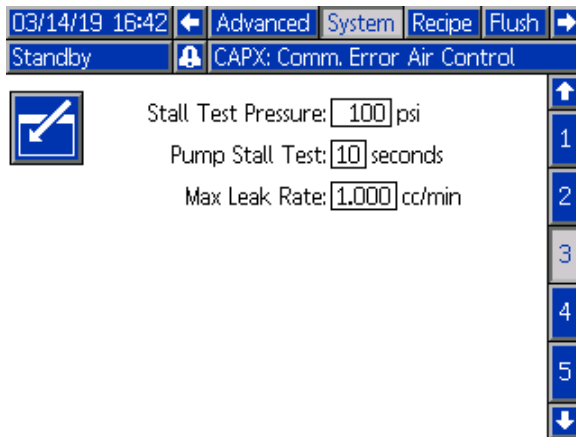 03/14/19 16:42 Advanced System Recipe Flush
Standby CAPX: Comm. Error Air Control
Stall Test Pressure: 100 psi
Pump Stall Test: 10 seconds
Max Leak Rate: 1.000 cc/min
1
2
3
4
5